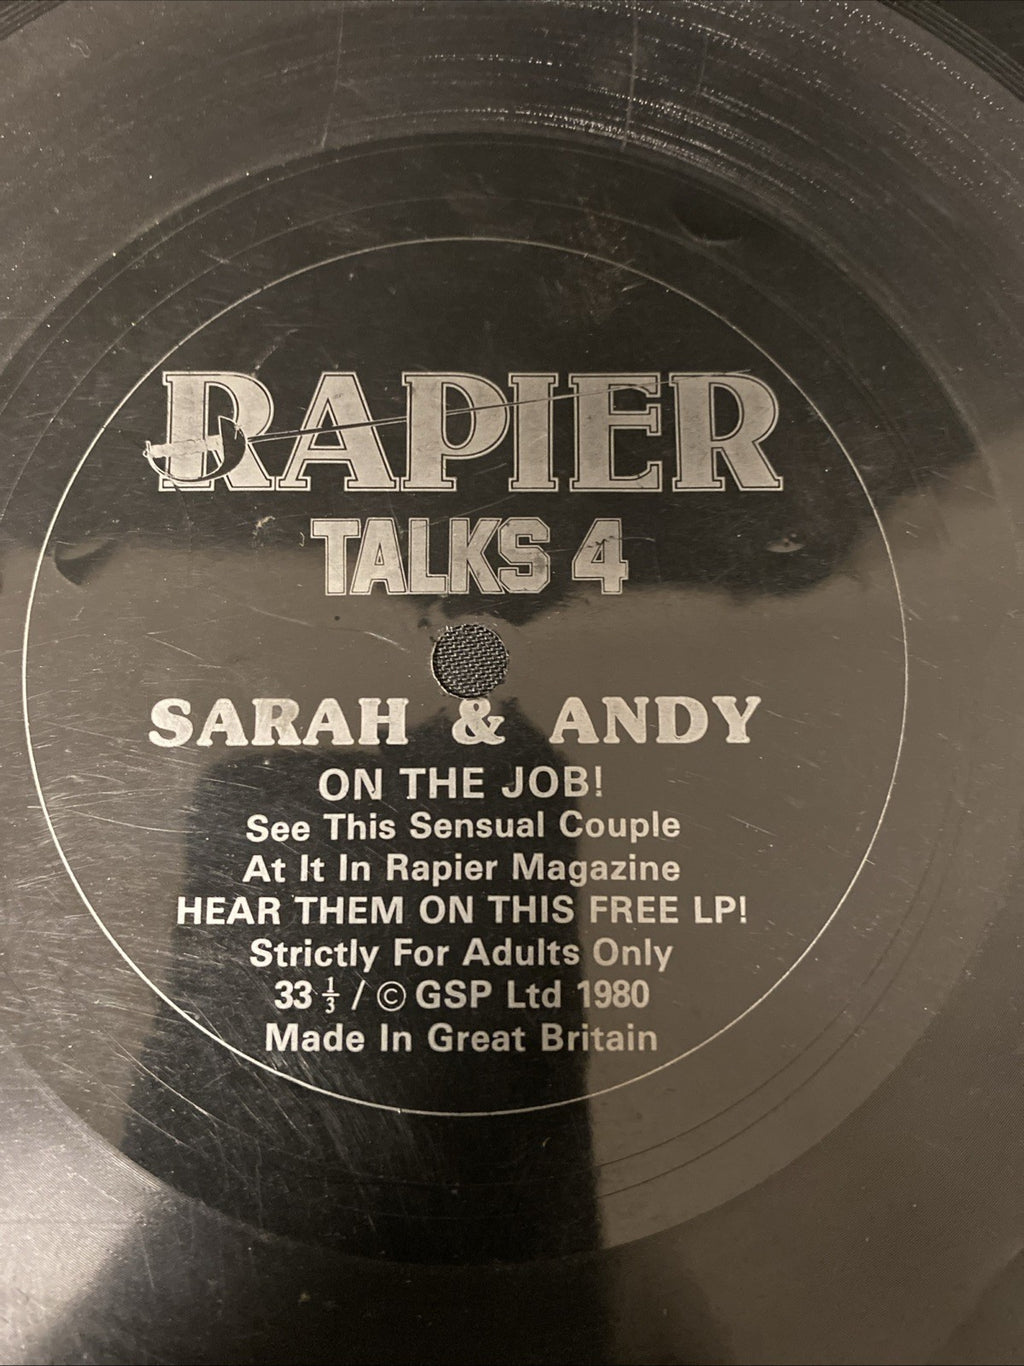 RAPIER
TALKS 4
SARAH & ANDY
ON THE JOB!
See This Sensual Couple
At It In Rapier Magazine
HEAR THEM ON THIS FREE LP!
Strictly For Adults Only
33 ⅓ / © GSP Ltd 1980
Made In Great Britain